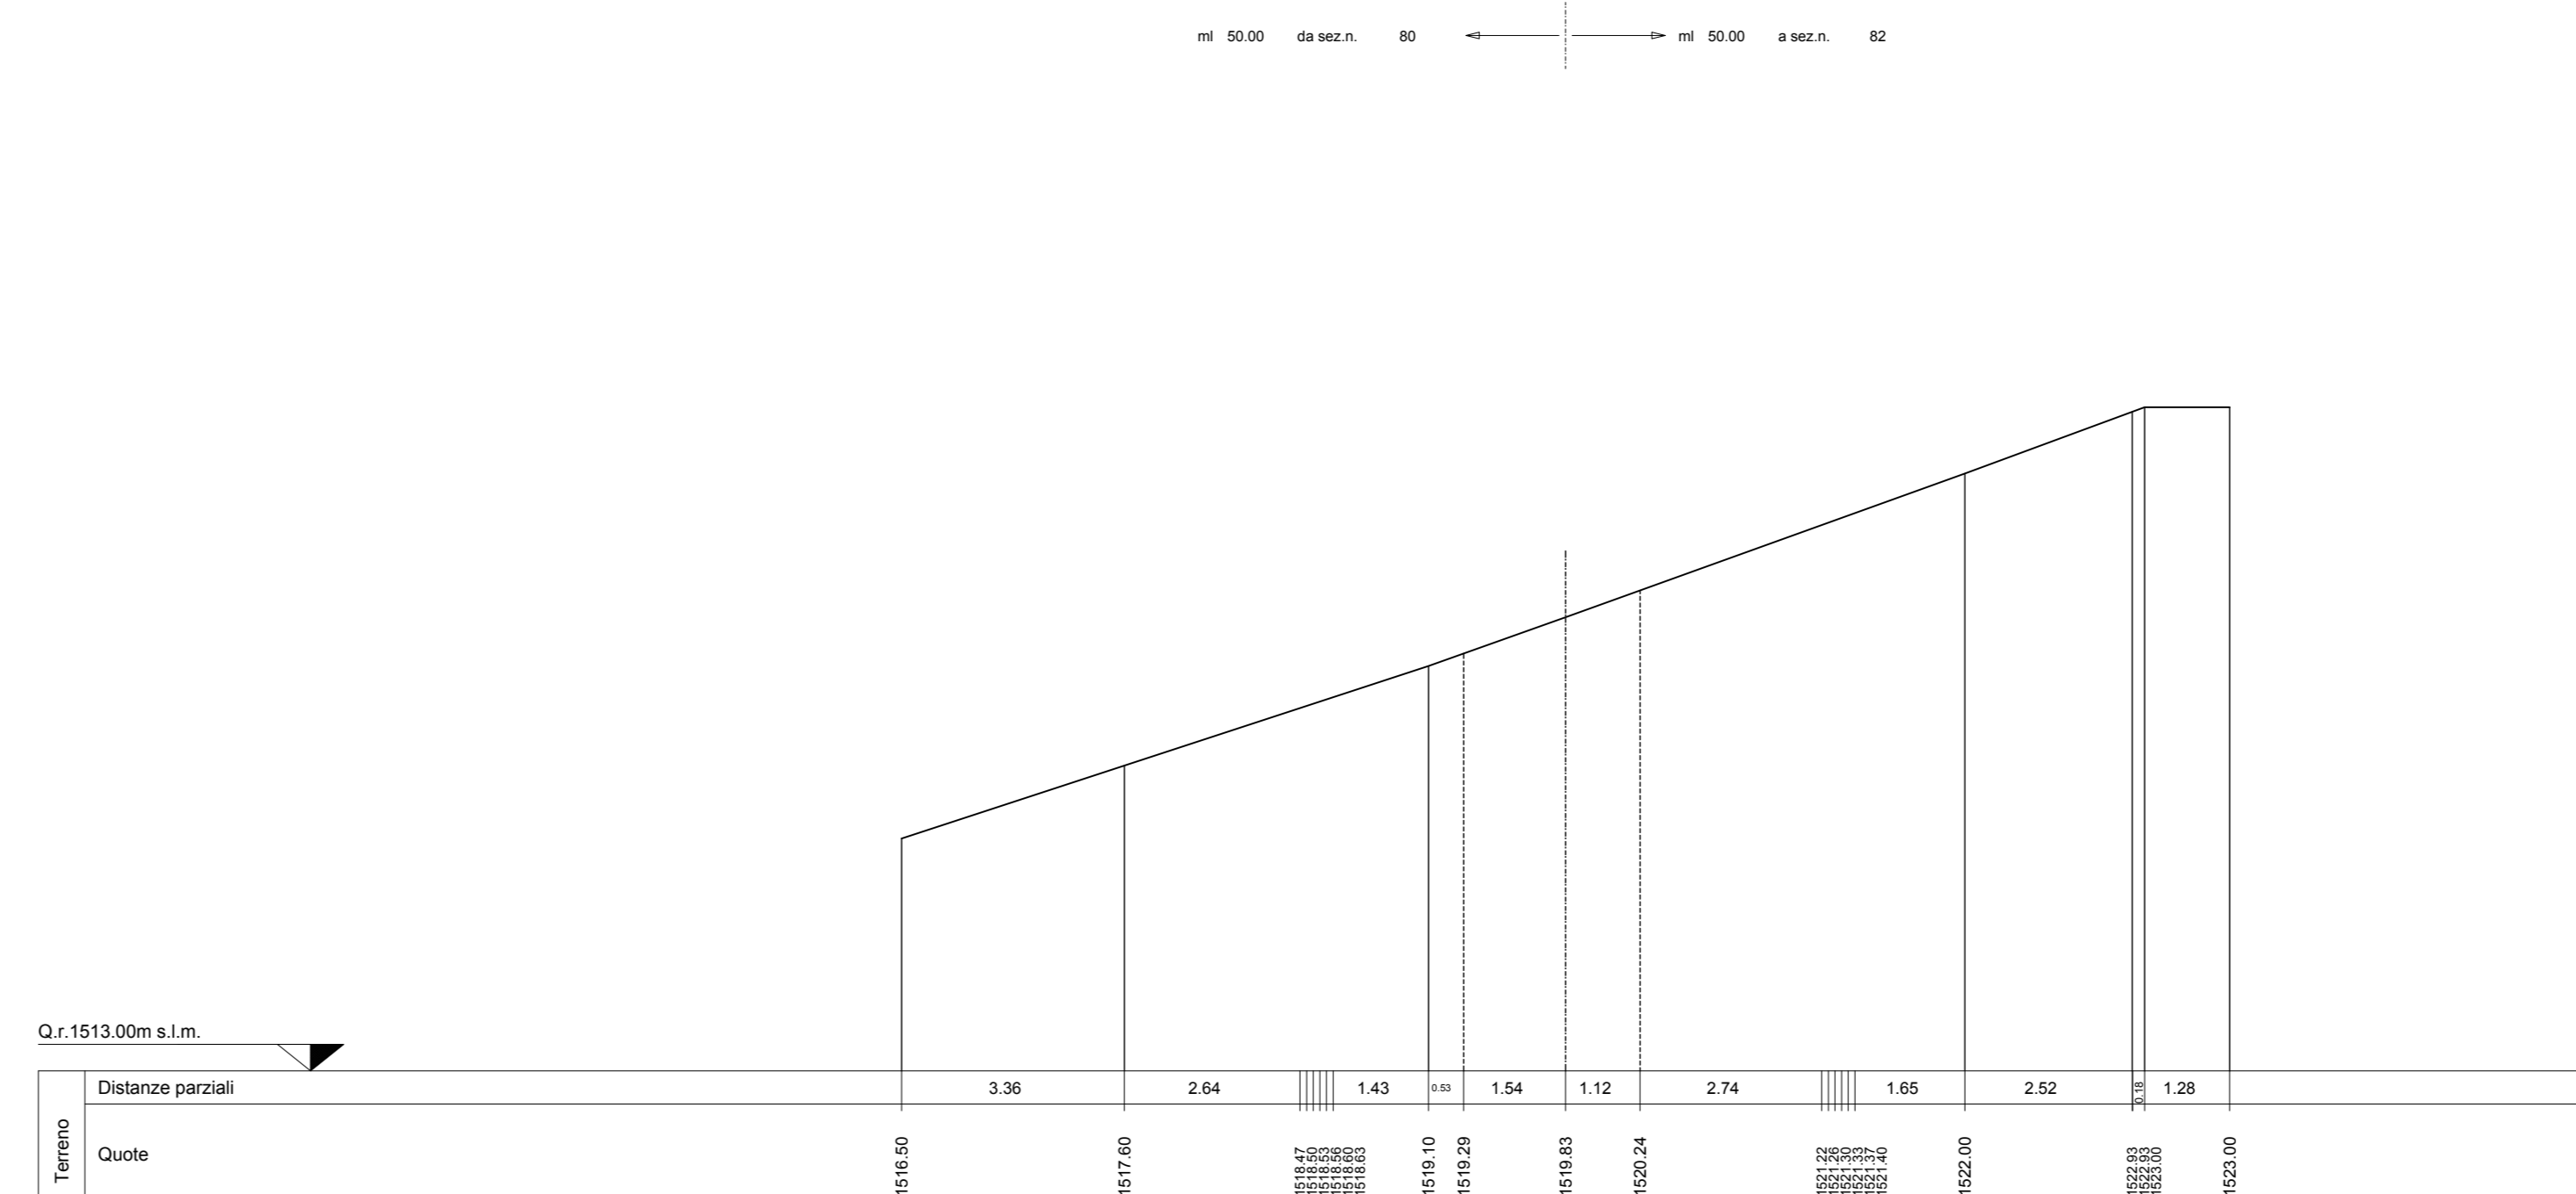 ml 50.00 da sez.n. 80 ml 50.00 a sez.n. 82
Q.r.1513.00m s.l.m.
Terreno
Distanze parziali 3.36 2.64 1.43 0.53 1.54 1.12 2.74 1.65 2.52 0.18 1.28
Quote 1516.50 1517.60 1518.47 1518.50 1518.53 1518.56 1518.60 1518.63 1519.10 1519.29 1519.83 1520.24 1521.22 1521.26 1521.30 1521.33 1521.37 1521.40 1522.00 1522.93 1522.93 1523.00 1523.00